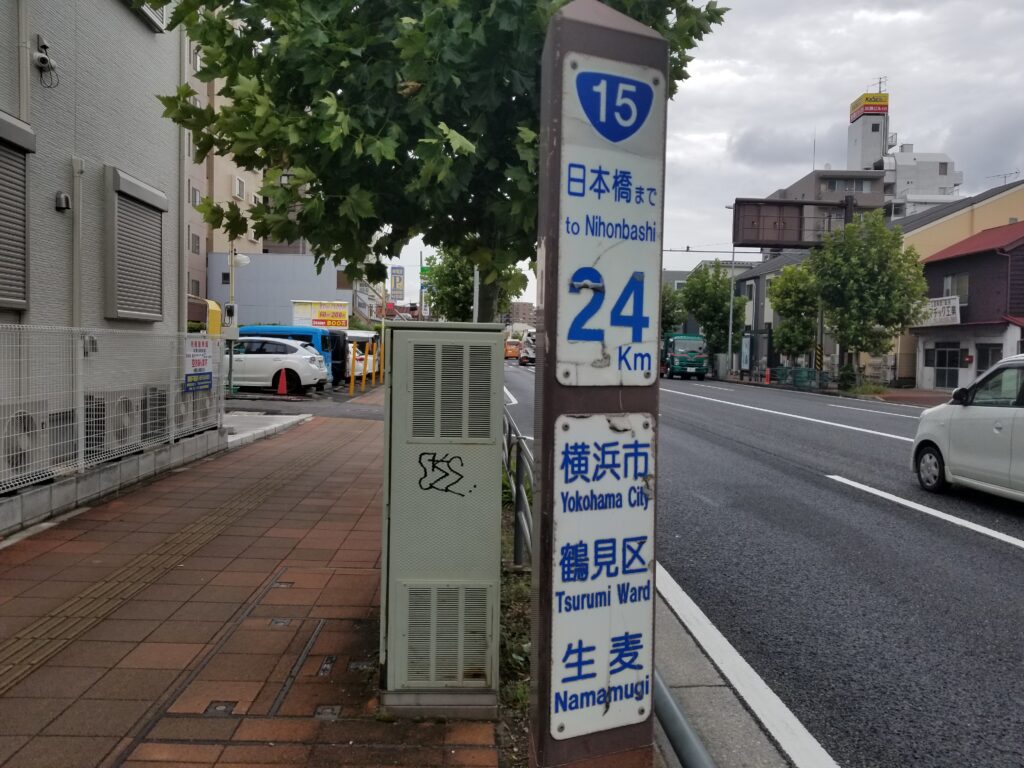 15
日本橋まで
to Nihonbashi
24
Km
横浜市
Yokohama City
鶴見区
Tsurumi Ward
生麦
Namamugi
P